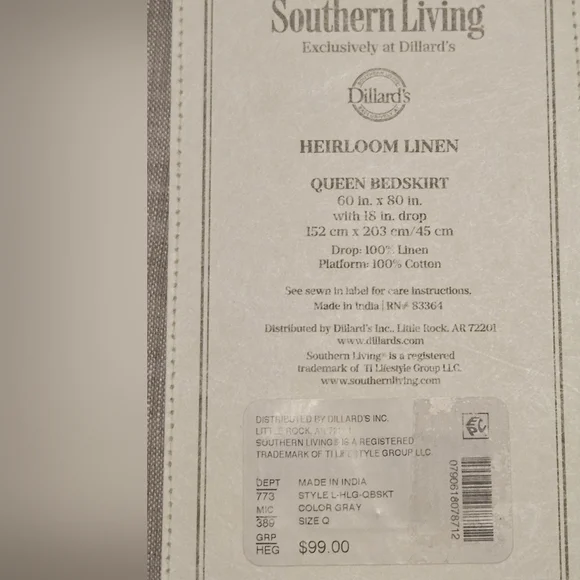 Southern Living
Exclusively at Dillard's
Dillard's
HEIRLOOM LINEN
QUEEN BEDSKIRT
60 in. x 80 in.
with 18 in. drop
152 cm x 203 cm/45 cm
Drop: 100% Linen
Platform: 100% Cotton
See sewn in label for care instructions.
Made in India | RN# 83364
Distributed by Dillard's Inc., Little Rock, AR 72201
www.dillards.com
Southern Living® is a registered
trademark of TI Lifestyle Group LLC.
www.southernliving.com
DISTRIBUTED BY DILLARD'S INC.
LITTLE ROCK, AR
SOUTHERN LIVING® IS A REGISTERED
TRADEMARK OF TI LIFESTYLE GROUP LLC
DEPT MADE IN INDIA
773 STYLE L-HLG-QBSKT
MIC COLOR GRAY
389 SIZE Q
GRP
HEG $99.00
0790618078712